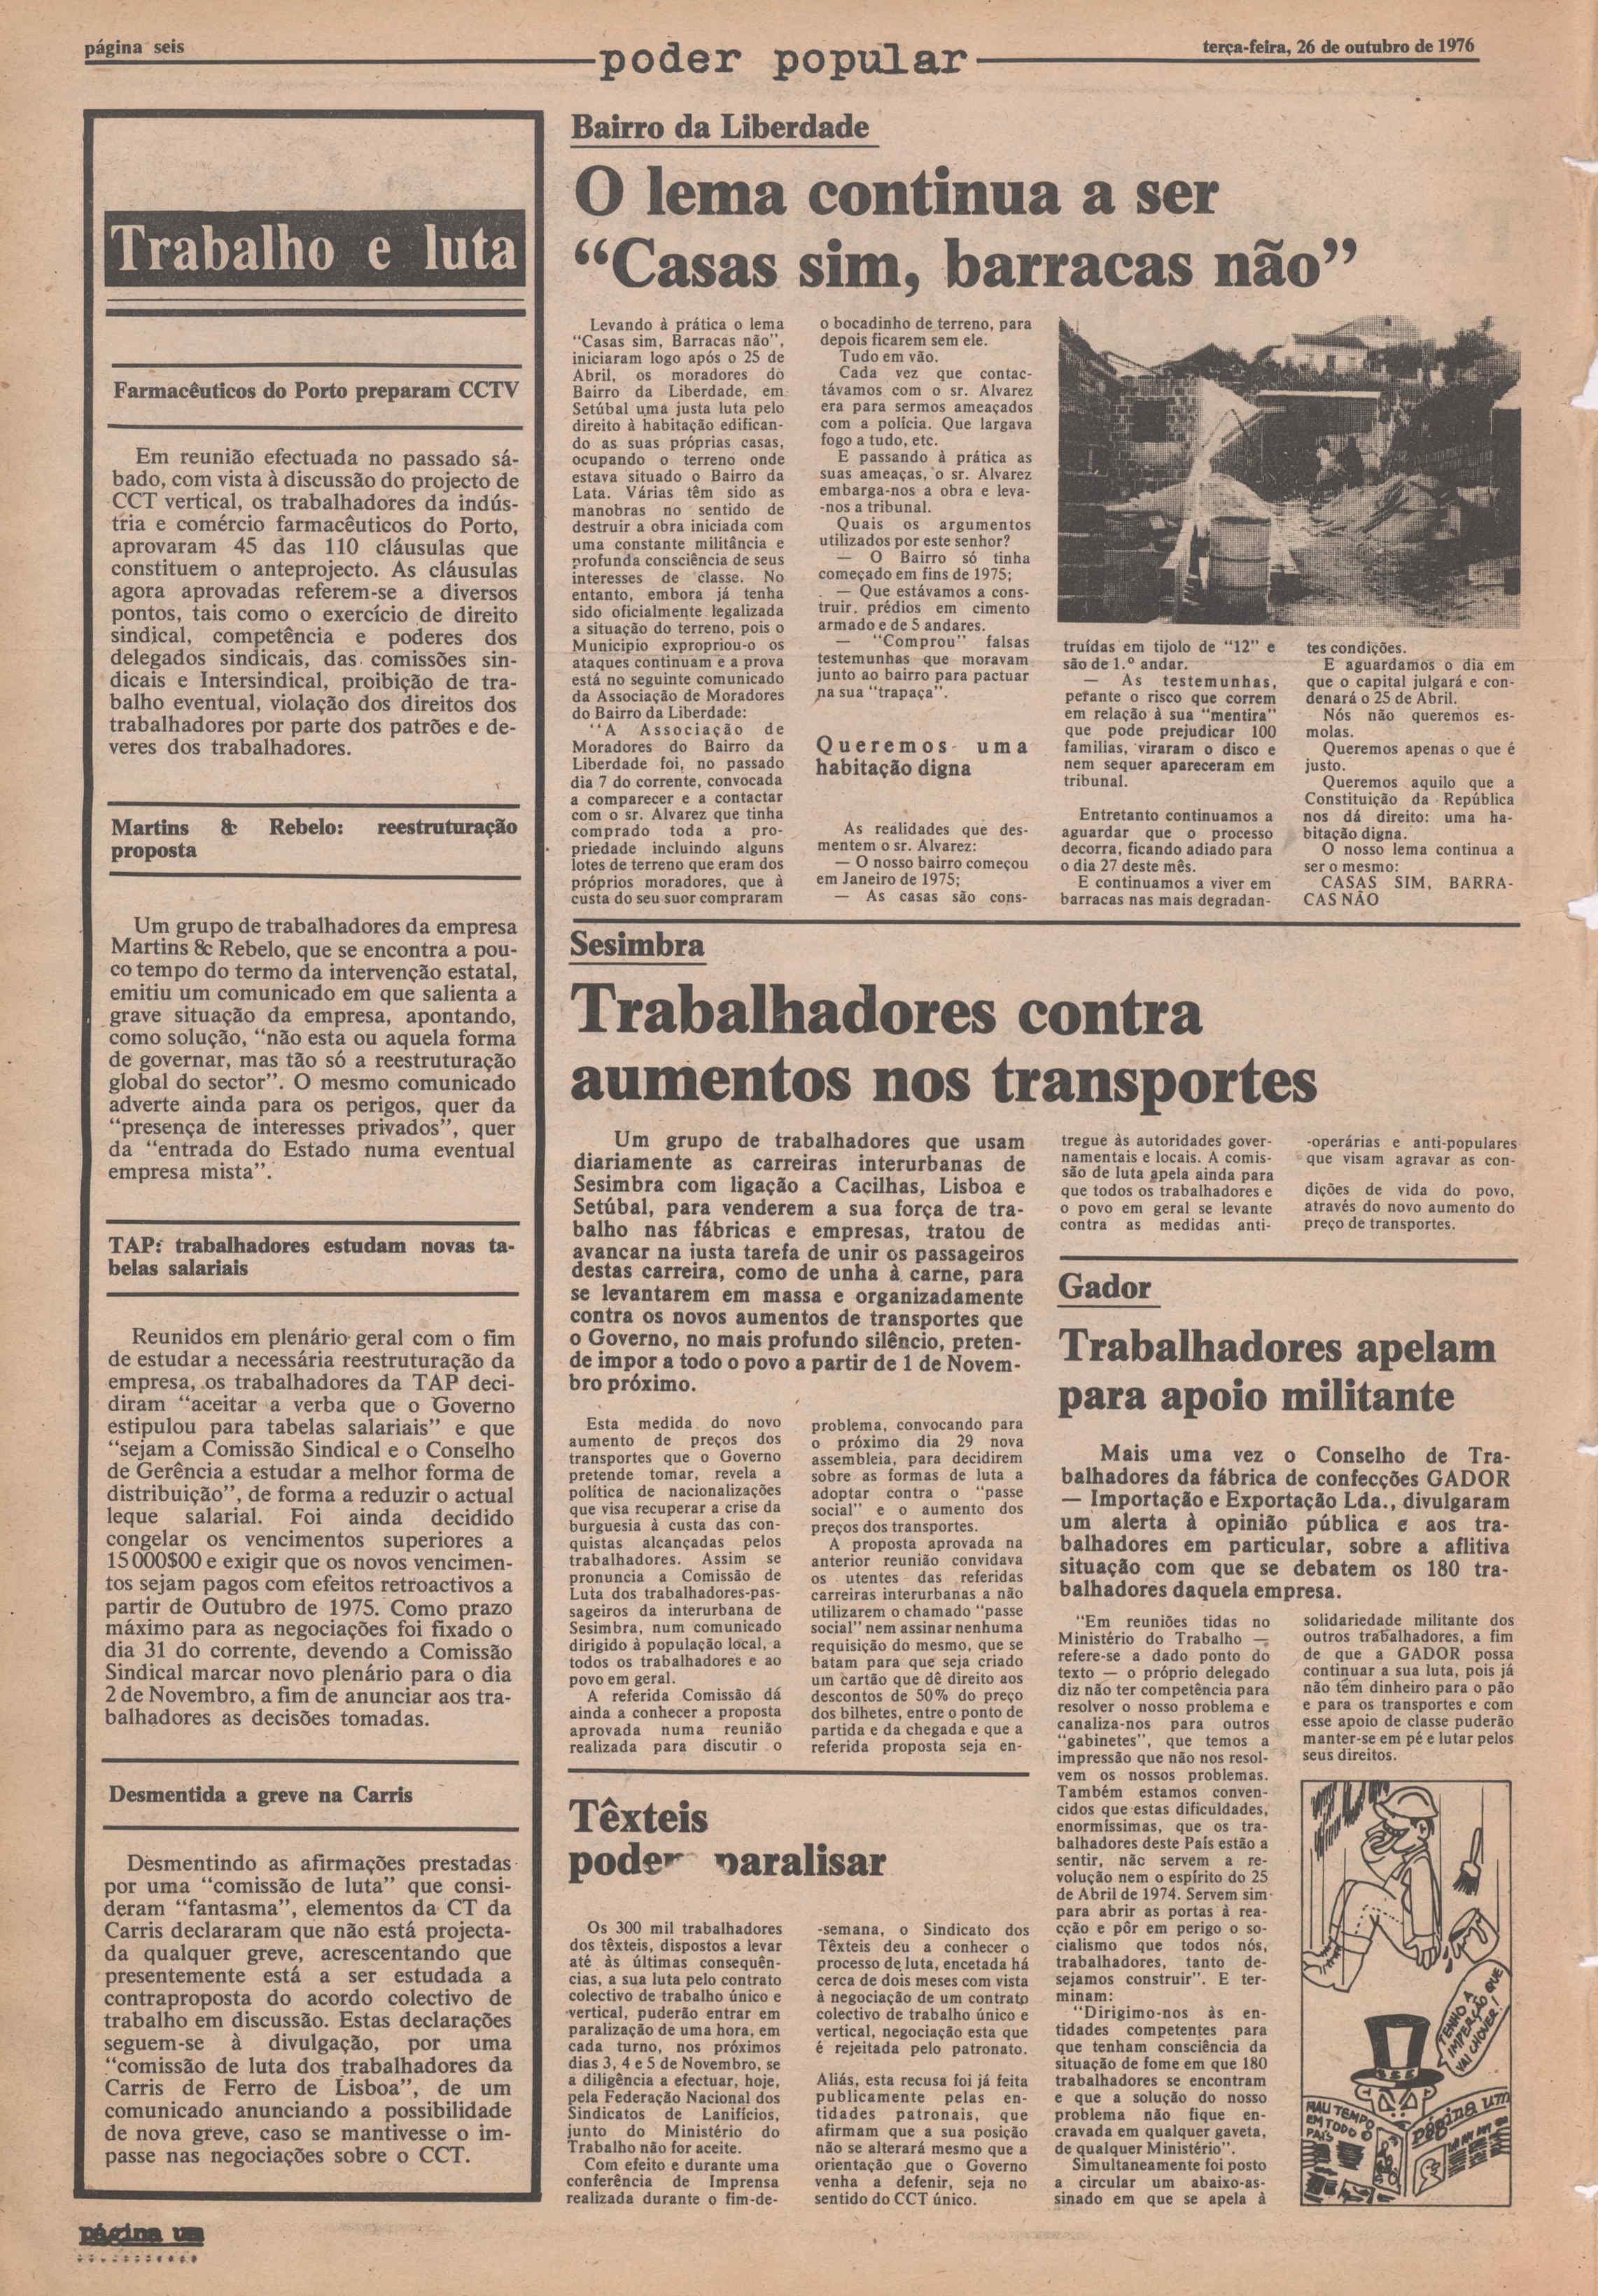 página seis
poder popular
terça-feira, 26 de outubro de 1976
Trabalho e luta
Farmacêuticos do Porto preparam CCTV
Em reunião efectuada no passado sá-
bado, com vista à discussão do projecto de
CCT vertical, os trabalhadores da indús-
tria e comércio farmacêuticos do Porto,
aprovaram 45 das 110 cláusulas que
constituem o anteprojecto. As cláusulas
agora aprovadas referem-se a diversos
pontos, tais como o exercício de direito
sindical, competência e poderes dos
delegados sindicais, das comissões sin-
dicais e Intersindical, proibição de tra-
balho eventual, violação dos direitos dos
trabalhadores por parte dos patrões e de-
veres dos trabalhadores.
Martins & Rebelo: reestruturação
proposta
Um grupo de trabalhadores da empresa
Martins & Rebelo, que se encontra a pou-
co tempo do termo da intervenção estatal,
emitiu um comunicado em que salienta a
grave situação da empresa, apontando,
como solução, “não esta ou aquela forma
de governar, mas tão só a reestruturação
global do sector”. O mesmo comunicado
adverte ainda para os perigos, quer da
“presença de interesses privados”, quer
da “entrada do Estado numa eventual
empresa mista”.
TAP: trabalhadores estudam novas ta-
belas salariais
Reunidos em plenário geral com o fim
de estudar a necessária reestruturação da
empresa, os trabalhadores da TAP deci-
diram “aceitar a verba que o Governo
estipulou para tabelas salariais” e que
“sejam a Comissão Sindical e o Conselho
de Gerência a estudar a melhor forma de
distribuição”, de forma a reduzir o actual
leque salarial. Foi ainda decidido
congelar os vencimentos superiores a
15 000$00 e exigir que os novos vencimen-
tos sejam pagos com efeitos retroactivos a
partir de Outubro de 1975. Como prazo
máximo para as negociações foi fixado o
dia 31 do corrente, devendo a Comissão
Sindical marcar novo plenário para o dia
2 de Novembro, a fim de anunciar aos tra-
balhadores as decisões tomadas.
Desmentida a greve na Carris
Desmentindo as afirmações prestadas
por uma “comissão de luta” que consi-
deram “fantasma”, elementos da CT da
Carris declararam que não está projecta-
da qualquer greve, acrescentando que
presentemente está a ser estudada a
contraproposta do acordo colectivo de
trabalho em discussão. Estas declarações
seguem-se à divulgação, por uma
“comissão de luta dos trabalhadores da
Carris de Ferro de Lisboa”, de um
comunicado anunciando a possibilidade
de nova greve, caso se mantivesse o im-
passe nas negociações sobre o CCT.
Bairro da Liberdade
O lema continua a ser
“Casas sim, barracas não”
Levando à prática o lema
“Casas sim, Barracas não”,
iniciaram logo após o 25 de
Abril, os moradores do
Bairro da Liberdade, em
Setúbal uma justa luta pelo
direito à habitação edifican-
do as suas próprias casas,
ocupando o terreno onde
estava situado o Bairro da
Lata. Várias têm sido as
manobras no sentido de
destruir a obra iniciada com
uma constante militância e
profunda consciência de seus
interesses de classe. No
entanto, embora já tenha
sido oficialmente legalizada
a situação do terreno, pois o
Município expropriou-o os
ataques continuam e a prova
está no seguinte comunicado
da Associação de Moradores
do Bairro da Liberdade:
“A Associação de
Moradores do Bairro da
Liberdade foi, no passado
dia 7 do corrente, convocada
a comparecer e a contactar
com o sr. Alvarez que tinha
comprado toda a pro-
priedade incluindo alguns
lotes de terreno que eram dos
próprios moradores, que à
custa do seu suor compraram
o bocadinho de terreno, para
depois ficarem sem ele.
Tudo em vão.
Cada vez que contac-
távamos com o sr. Alvarez
era para sermos ameaçados
com a polícia. Que largava
fogo a tudo, etc.
E passando à prática as
suas ameaças, o sr. Alvarez
embarga-nos a obra e leva-
-nos a tribunal.
Quais os argumentos
utilizados por este senhor?
— O Bairro só tinha
começado em fins de 1975;
— Que estávamos a cons-
truir, prédios em cimento
armado e de 5 andares.
— “Comprou” falsas
testemunhas que moravam
junto ao bairro para pactuar
na sua “trapaça”.
Queremos uma
habitação digna
As realidades que des-
mentem o sr. Alvarez:
— O nosso bairro começou
em Janeiro de 1975;
— As casas são cons-
truídas em tijolo de “12” e
são de 1.º andar.
— As testemunhas,
perante o risco que correm
em relação à sua “mentira”
que pode prejudicar 100
famílias, viraram o disco e
nem sequer apareceram em
tribunal.
Entretanto continuamos a
aguardar que o processo
decorra, ficando adiado para
o dia 27 deste mês.
E continuamos a viver em
barracas nas mais degradan-
tes condições.
E aguardamos o dia em
que o capital julgará e con-
denará o 25 de Abril.
Nós não queremos es-
molas.
Queremos apenas o que é
justo.
Queremos aquilo que a
Constituição da República
nos dá direito: uma ha-
bitação digna.
O nosso lema continua a
ser o mesmo:
CASAS SIM, BARRA-
CAS NÃO
Sesimbra
Trabalhadores contra
aumentos nos transportes
Um grupo de trabalhadores que usam
diariamente as carreiras interurbanas de
Sesimbra com ligação a Cacilhas, Lisboa e
Setúbal, para venderem a sua força de tra-
balho nas fábricas e empresas, tratou de
avançar na justa tarefa de unir os passageiros
destas carreira, como de unha à carne, para
se levantarem em massa e organizadamente
contra os novos aumentos de transportes que
o Governo, no mais profundo silêncio, preten-
de impor a todo o povo a partir de 1 de Novem-
bro próximo.
Esta medida do novo
aumento de preços dos
transportes que o Governo
pretende tomar, revela a
política de nacionalizações
que visa recuperar a crise da
burguesia à custa das con-
quistas alcançadas pelos
trabalhadores. Assim se
pronuncia a Comissão de
Luta dos trabalhadores-pas-
sageiros da interurbana de
Sesimbra, num comunicado
dirigido à população local, a
todos os trabalhadores e ao
povo em geral.
A referida Comissão dá
ainda a conhecer a proposta
aprovada numa reunião
realizada para discutir o
problema, convocando para
o próximo dia 29 nova
assembleia, para decidirem
sobre as formas de luta a
adoptar contra o “passe
social” e o aumento dos
preços dos transportes.
A proposta aprovada na
anterior reunião convidava
os utentes das referidas
carreiras interurbanas a não
utilizarem o chamado “passe
social” nem assinar nenhuma
requisição do mesmo, que se
batam para que seja criado
um cartão que dê direito aos
descontos de 50% do preço
dos bilhetes, entre o ponto de
partida e da chegada e que a
referida proposta seja en-
tregue às autoridades gover-
namentais e locais. A comis-
são de luta apela ainda para
que todos os trabalhadores e
o povo em geral se levante
contra as medidas anti-
-operárias e anti-populares
que visam agravar as con-
dições de vida do povo,
através do novo aumento do
preço de transportes.
Têxteis
poder paralisar
Os 300 mil trabalhadores
dos têxteis, dispostos a levar
até às últimas consequên-
cias, a sua luta pelo contrato
colectivo de trabalho único e
vertical, puderão entrar em
paralização de uma hora, em
cada turno, nos próximos
dias 3, 4 e 5 de Novembro, se
a diligência a efectuar, hoje,
pela Federação Nacional dos
Sindicatos de Lanifícios,
junto do Ministério do
Trabalho não for aceite.
Com efeito e durante uma
conferência de Imprensa
realizada durante o fim-de-
-semana, o Sindicato dos
Têxteis deu a conhecer o
processo de luta, encetada há
cerca de dois meses com vista
à negociação de um contrato
colectivo de trabalho único e
vertical, negociação esta que
é rejeitada pelo patronato.
Aliás, esta recusa foi já feita
publicamente pelas en-
tidades patronais, que
afirmam que a sua posição
não se alterará mesmo que a
orientação que o Governo
venha a defenir, seja no
sentido do CCT único.
Gador
Trabalhadores apelam
para apoio militante
Mais uma vez o Conselho de Tra-
balhadores da fábrica de confecções GADOR
— Importação e Exportação Lda., divulgaram
um alerta à opinião pública e aos tra-
balhadores em particular, sobre a aflitiva
situação com que se debatem os 180 tra-
balhadores daquela empresa.
“Em reuniões tidas no
Ministério do Trabalho —
refere-se a dado ponto do
texto — o próprio delegado
diz não ter competência para
resolver o nosso problema e
canaliza-nos para outros
“gabinetes”, que temos a
impressão que não nos resol-
vem os nossos problemas.
Também estamos conven-
cidos que estas dificuldades,
enormíssimas, que os tra-
balhadores deste País estão a
sentir, não servem a re-
volução nem o espírito do 25
de Abril de 1974. Servem sim
para abrir as portas à rea-
cção e pôr em perigo o so-
cialismo que todos nós,
trabalhadores, tanto de-
sejamos construir”. E ter-
minam:
“Dirigimo-nos às en-
tidades competentes para
que tenham consciência da
situação de fome em que 180
trabalhadores se encontram
e que a solução do nosso
problema não fique en-
cravada em qualquer gaveta,
de qualquer Ministério”.
Simultaneamente foi posto
a circular um abaixo-as-
sinado em que se apela à
solidariedade militante dos
outros trabalhadores, a fim
de que a GADOR possa
continuar a sua luta, pois já
não têm dinheiro para o pão
e para os transportes e com
esse apoio de classe puderão
manter-se em pé e lutar pelos
seus direitos.
TENHO A
IMPERÇÃO QUE
VAI CHOVER!
MAU TEMPO
EM TODO O
PAÍS
página um
página um